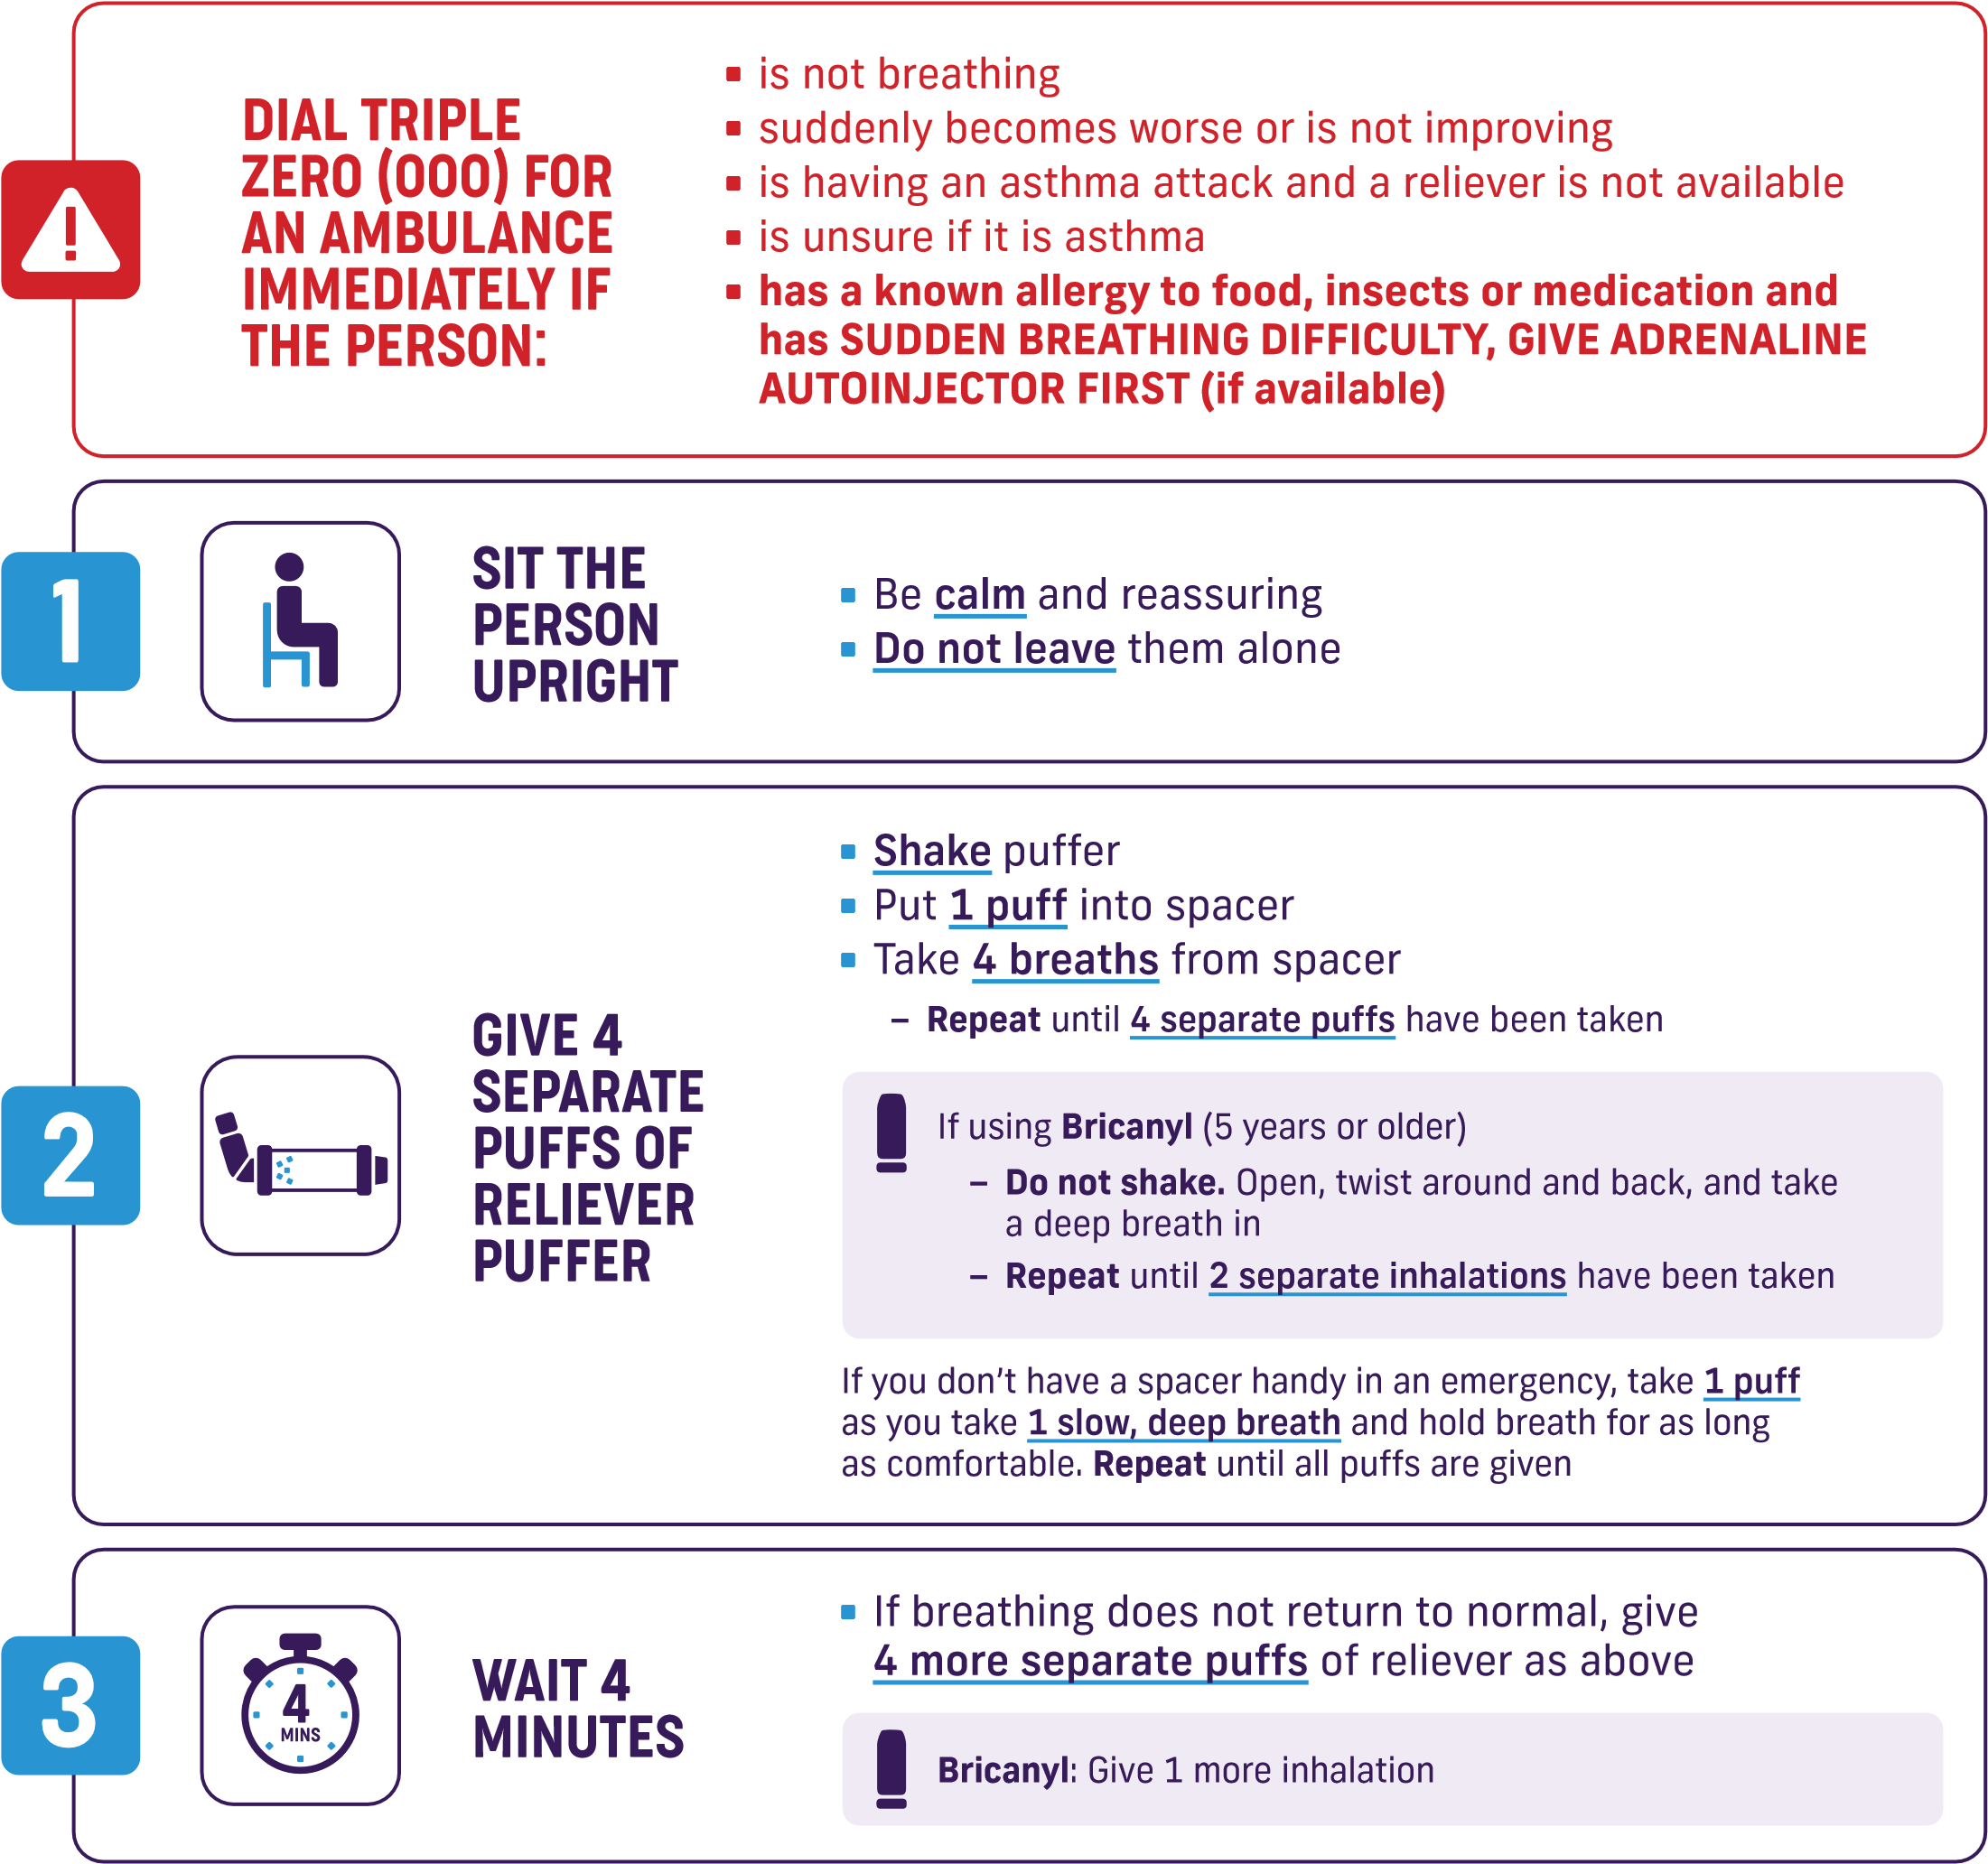 DIAL TRIPLE
ZERO (000) FOR
AN AMBULANCE
IMMEDIATELY IF
THE PERSON:
is not breathing
suddenly becomes worse or is not improving
is having an asthma attack and a reliever is not available
is unsure if it is asthma
has a known allergy to food, insects or medication and
has SUDDEN BREATHING DIFFICULTY, GIVE ADRENALINE
AUTOINJECTOR FIRST (if available)
1
SIT THE
PERSON
UPRIGHT
Be calm and reassuring
Do not leave them alone
2
GIVE 4
SEPARATE
PUFFS OF
RELIEVER
PUFFER
Shake puffer
Put 1 puff into spacer
Take 4 breaths from spacer
– Repeat until 4 separate puffs have been taken
If using Bricanyl (5 years or older)
– Do not shake. Open, twist around and back, and take
a deep breath in
– Repeat until 2 separate inhalations have been taken
If you don’t have a spacer handy in an emergency, take 1 puff
as you take 1 slow, deep breath and hold breath for as long
as comfortable. Repeat until all puffs are given
3
4
MINS
WAIT 4
MINUTES
If breathing does not return to normal, give
4 more separate puffs of reliever as above
Bricanyl: Give 1 more inhalation